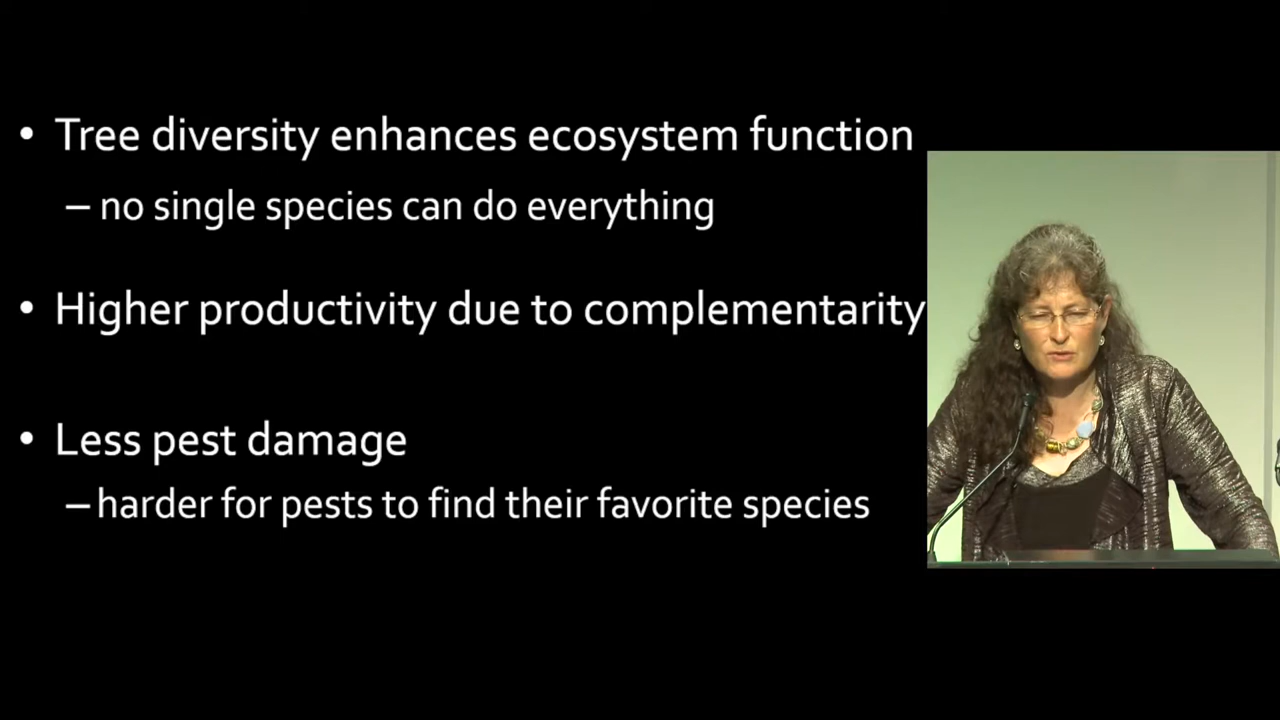 • Tree diversity enhances ecosystem function
– no single species can do everything
• Higher productivity due to complementarity
• Less pest damage
– harder for pests to find their favorite species